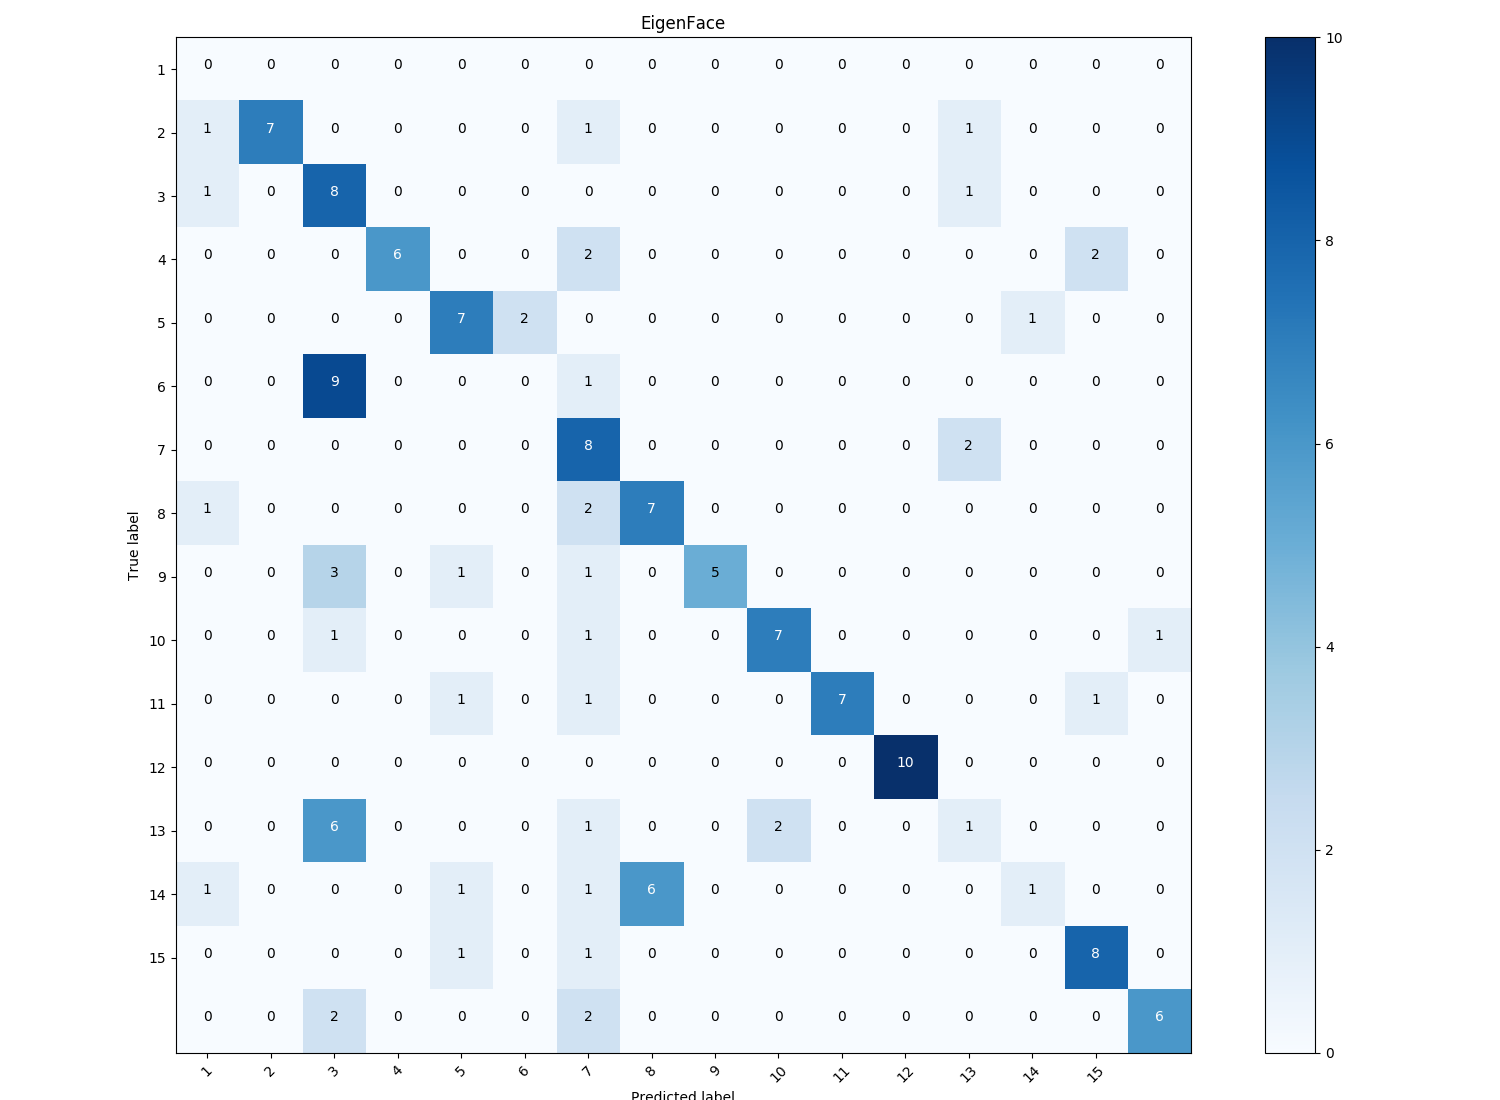 EigenFace
1 0 0 0 0 0 0 0 0 0 0 0 0 0 0 0 0
2 1 7 0 0 0 0 1 0 0 0 0 0 1 0 0 0
3 1 0 8 0 0 0 0 0 0 0 0 0 1 0 0 0
4 0 0 0 6 0 0 2 0 0 0 0 0 0 0 2 0
5 0 0 0 0 7 2 0 0 0 0 0 0 0 1 0 0
6 0 0 9 0 0 0 1 0 0 0 0 0 0 0 0 0
7 0 0 0 0 0 0 8 0 0 0 0 0 2 0 0 0
8 1 0 0 0 0 0 2 7 0 0 0 0 0 0 0 0
9 0 0 3 0 1 0 1 0 5 0 0 0 0 0 0 0
10 0 0 1 0 0 0 1 0 0 7 0 0 0 0 0 1
11 0 0 0 0 1 0 1 0 0 0 7 0 0 0 1 0
12 0 0 0 0 0 0 0 0 0 0 0 10 0 0 0 0
13 0 0 6 0 0 0 1 0 0 2 0 0 1 0 0 0
14 1 0 0 0 1 0 1 6 0 0 0 0 0 1 0 0
15 0 0 0 0 1 0 1 0 0 0 0 0 0 0 8 0
0 0 2 0 0 0 2 0 0 0 0 0 0 0 0 6
1 2 3 4 5 6 7 8 9 10 11 12 13 14 15
True label
Predicted label
10
8
6
4
2
0